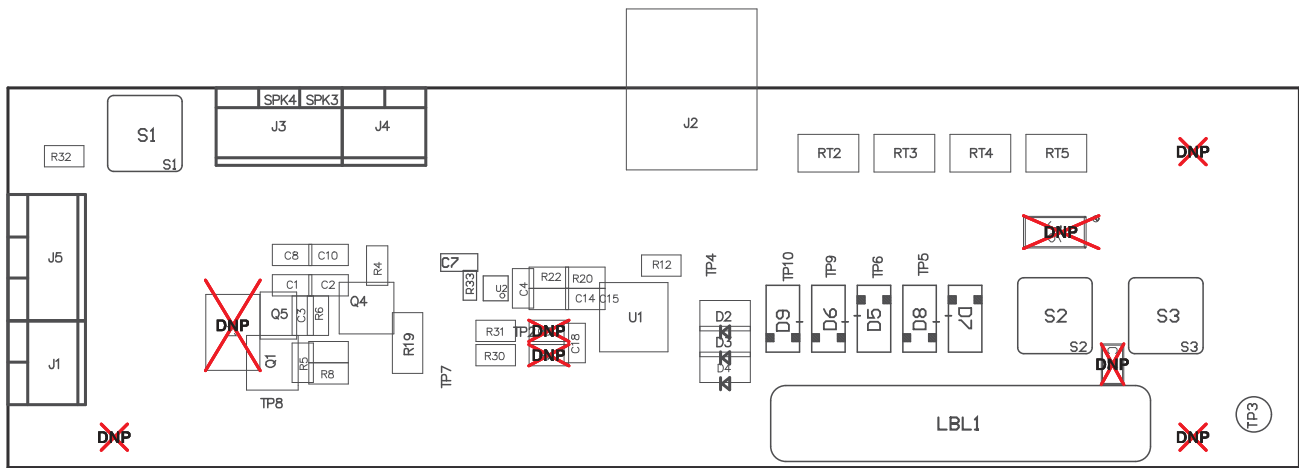 SPK4 SPK3
S1
S1
J3
J4
J2
R32
RT2 RT3 RT4 RT5
DNP
J5
J1
C8 C10
R4
C7
R33
U2
C4
R22 R20
C14 C15
R12
TP4
TP10 TP9 TP6 TP5
DNP
C1 C2
DNP
Q5
C3
R6
Q4
R19
R31
DNP
C18
R30
DNP
U1
D2
D3
D4
D9 D6 D5 D8 D7
S2
S2
S3
S3
DNP
Q1
R5
R8
TP7
TP8
DNP
LBL1
DNP
TP3